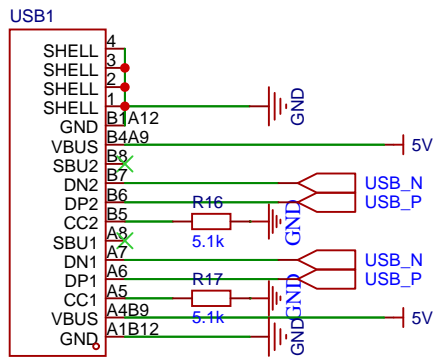 USB1
SHELL 4
SHELL 3
SHELL 2
SHELL 1
GND B1A12
GND
VBUS B4A9 5V
SBU2 B8
DN2 B7 USB_N
DP2 B6 USB_P
CC2 B5 R16 5.1k GND
SBU1 A8
DN1 A7 USB_N
DP1 A6 USB_P
CC1 A5 R17 5.1k GND
VBUS A4B9 5V
GND A1B12 GND